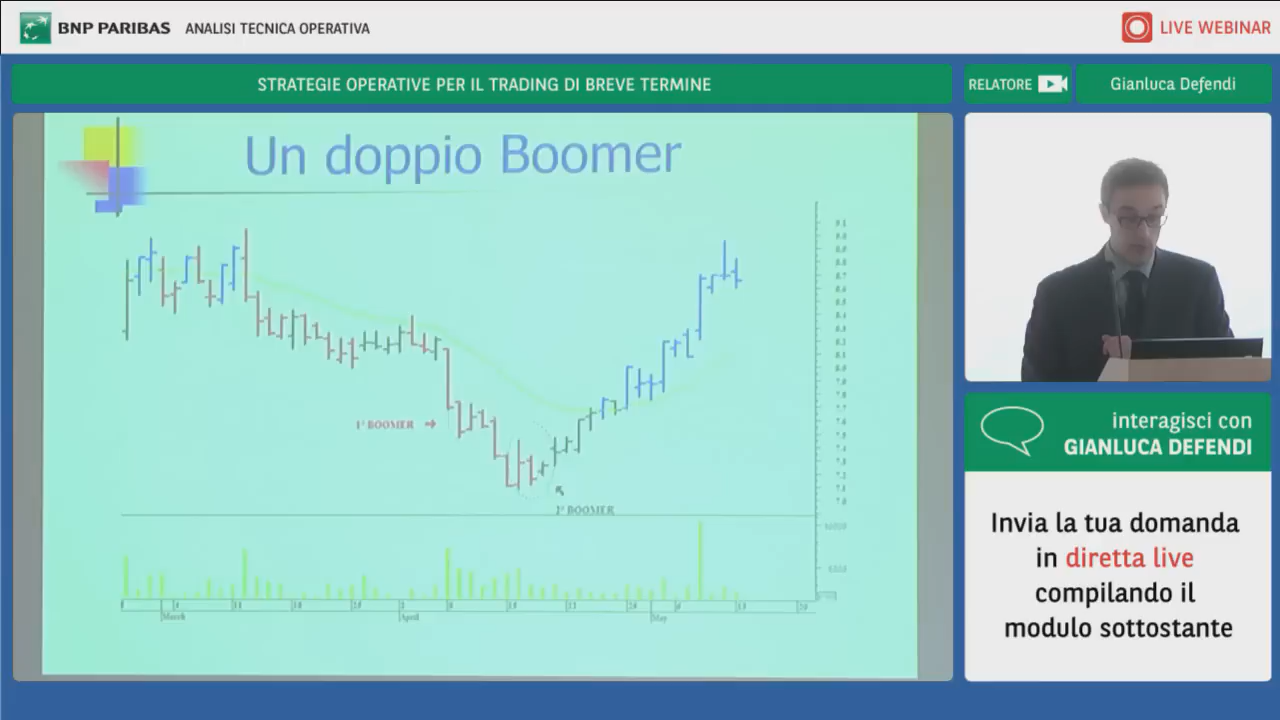 BNP PARIBAS
ANALISI TECNICA OPERATIVA
LIVE WEBINAR
STRATEGIE OPERATIVE PER IL TRADING DI BREVE TERMINE
RELATORE
Gianluca Defendi
Un doppio Boomer
1° BOOMER
2° BOOMER
March
April
May
interagisci con
GIANLUCA DEFENDI
Invia la tua domanda
in diretta live
compilando il
modulo sottostante